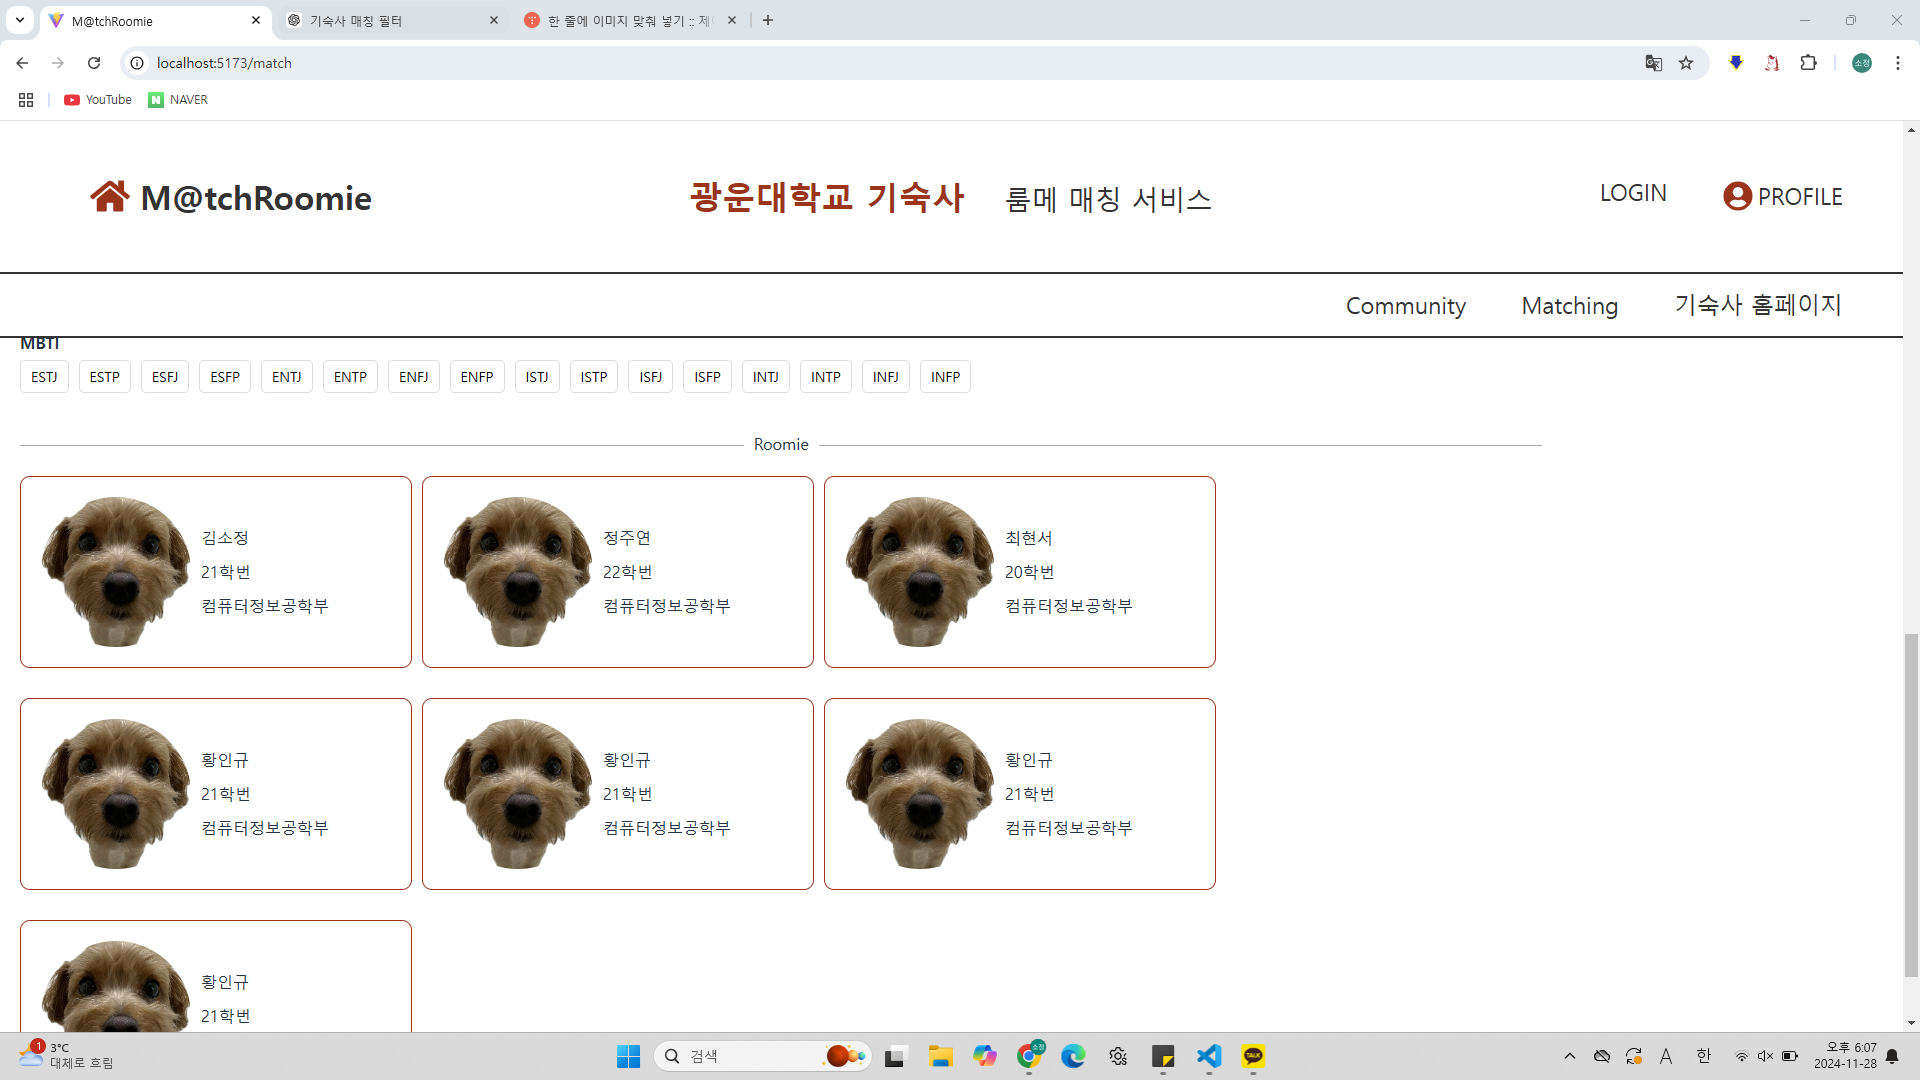 M@tchRoomie
기숙사 매칭 필터
한 줄에 이미지 맞춰 넣기 :: 제
localhost:5173/match
소정
YouTube
NAVER
M@tchRoomie
광운대학교 기숙사
룸메 매칭 서비스
LOGIN
PROFILE
Community
Matching
기숙사 홈페이지
MBTI
ESTJ
ESTP
ESFJ
ESFP
ENTJ
ENTP
ENFJ
ENFP
ISTJ
ISTP
ISFJ
ISFP
INTJ
INTP
INFJ
INFP
Roomie
김소정
21학번
컴퓨터정보공학부
정주연
22학번
컴퓨터정보공학부
최현서
20학번
컴퓨터정보공학부
황인규
21학번
컴퓨터정보공학부
황인규
21학번
컴퓨터정보공학부
황인규
21학번
컴퓨터정보공학부
황인규
21학번
1
3°C
대체로 흐림
검색
소정
TALK
A
한
오후 6:07
2024-11-28